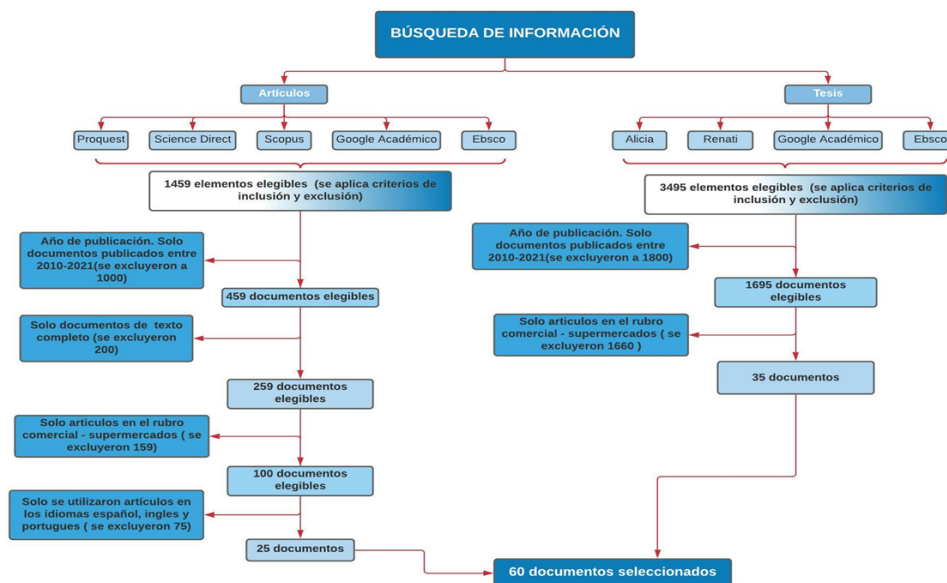 BÚSQUEDA DE INFORMACIÓN
Artículos
Tesis
Proquest
Science Direct
Scopus
Google Académico
Ebsco
Alicia
Renati
Google Académico
Ebsco
1459 elementos elegibles (se aplica criterios de
inclusión y exclusión)
3495 elementos elegibles (se aplica criterios de
inclusión y exclusión)
Año de publicación. Solo
documentos publicados entre
2010-2021(se excluyeron a
1000)
Año de publicación. Solo
documentos publicados entre
2010-2021(se excluyeron a 1800)
459 documentos elegibles
1695 documentos
elegibles
Solo documentos de texto
completo (se excluyeron
200)
Solo articulos en el rubro
comercial - supermercados ( se
excluyeron 1660 )
259 documentos
elegibles
35 documentos
Solo articulos en el rubro
comercial - supermercados ( se
excluyeron 159)
100 documentos
elegibles
Solo se utilizaron artículos en
los idiomas español, ingles y
portugues ( se excluyeron 75)
25 documentos
60 documentos seleccionados